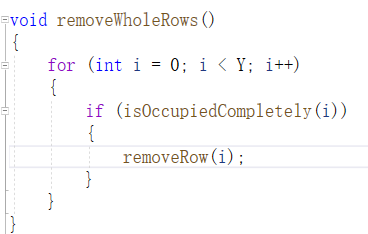 void removeWholeRows()
{
    for (int i = 0; i < Y; i++)
    {
        if (isOccupiedCompletely(i))
        {
            removeRow(i);
        }
    }
}